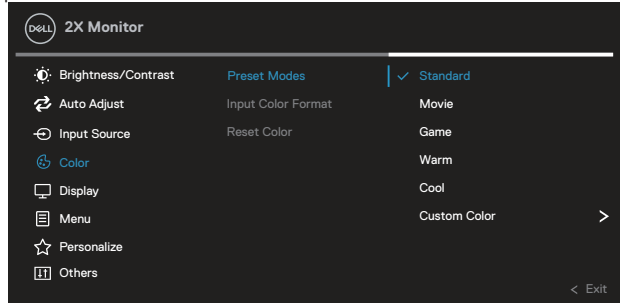 DELL 2X Monitor
Brightness/Contrast Preset Modes Standard
Auto Adjust Input Color Format Movie
Input Source Reset Color Game
Color Warm
Display Cool
Menu Custom Color >
Personalize
Others
< Exit